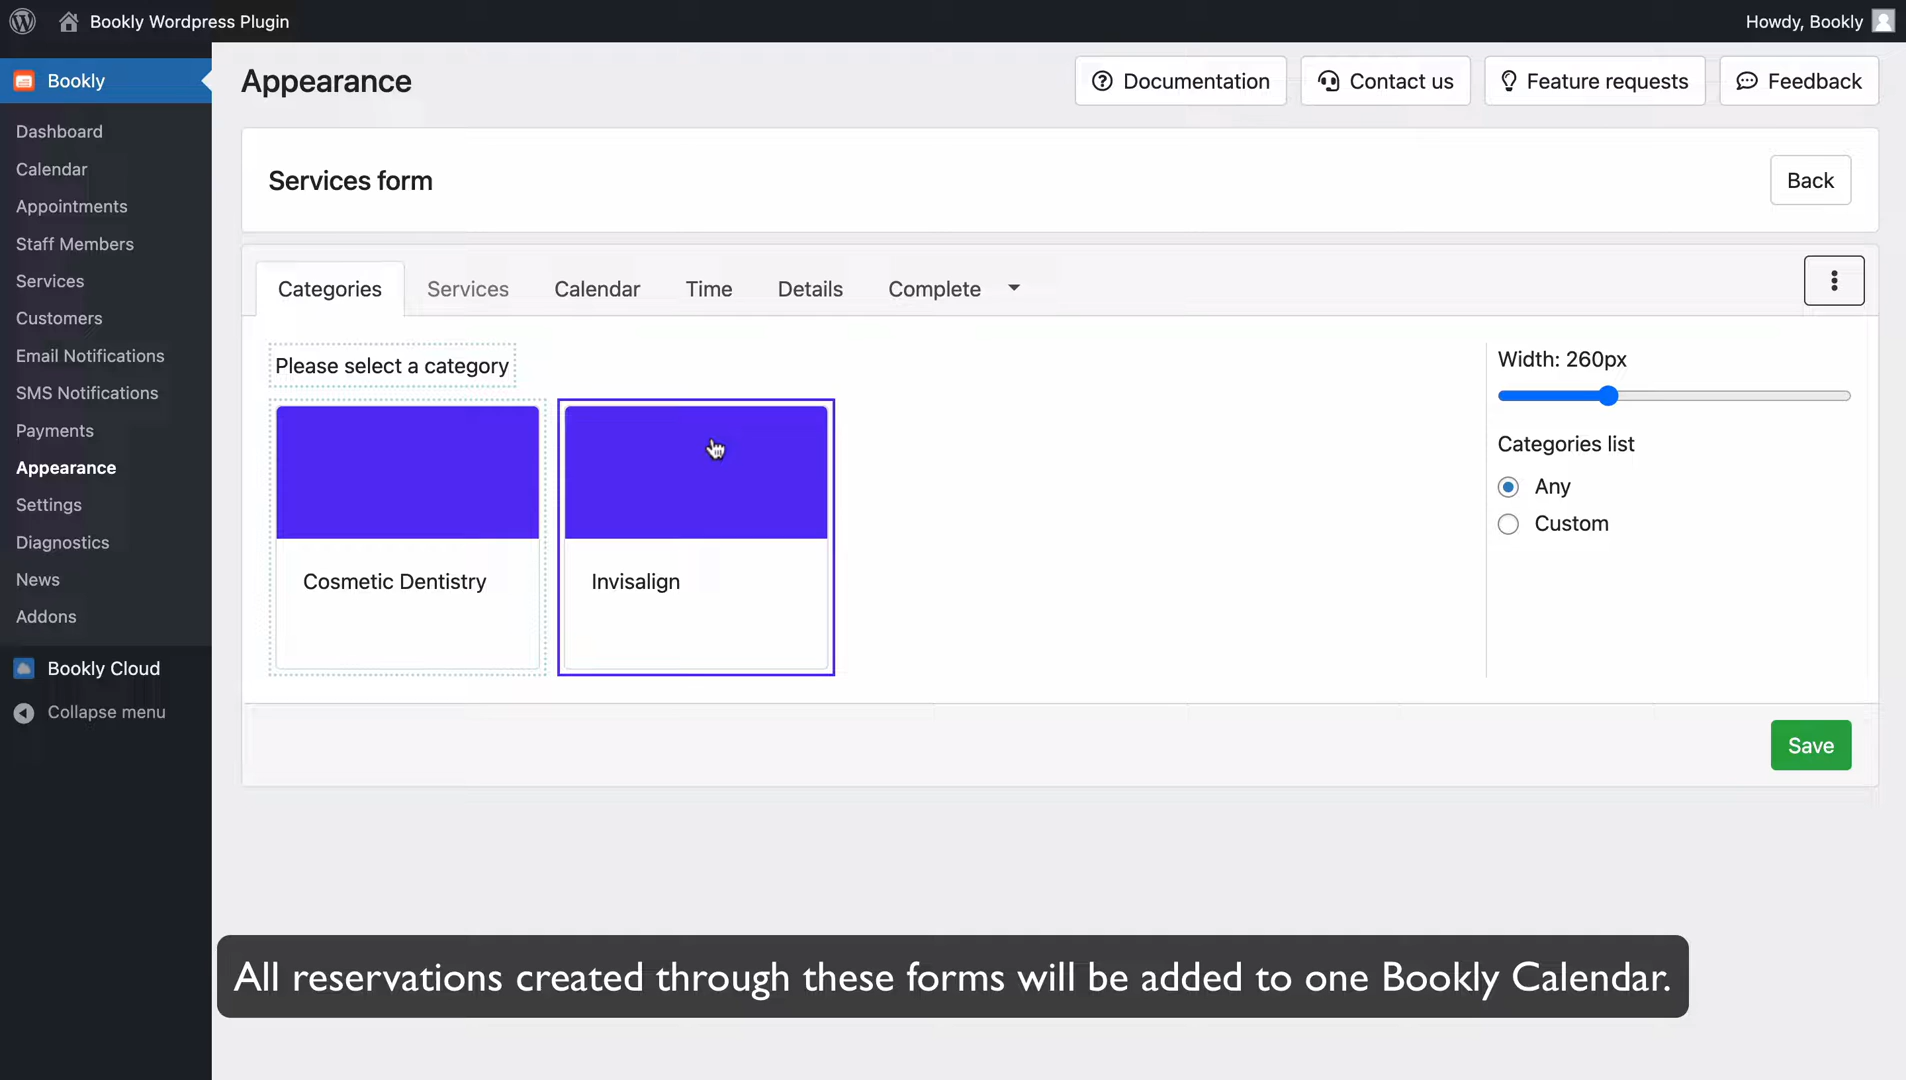 Bookly Wordpress Plugin
Howdy, Bookly
Bookly
Dashboard
Calendar
Appointments
Staff Members
Services
Customers
Email Notifications
SMS Notifications
Payments
Appearance
Settings
Diagnostics
News
Addons
Bookly Cloud
Collapse menu
Appearance
Documentation
Contact us
Feature requests
Feedback
Services form
Back
Categories
Services
Calendar
Time
Details
Complete
Please select a category
Cosmetic Dentistry
Invisalign
Width: 260px
Categories list
Any
Custom
Save
All reservations created through these forms will be added to one Bookly Calendar.